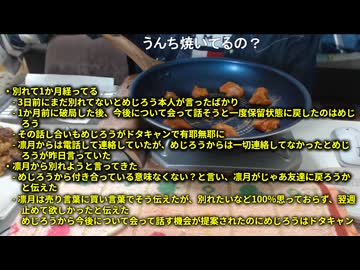 うんち焼いてるの？
・別れて1か月経ってる
・3日前にまだ別れてないとめじろう本人が言ったばかり
・1か月前に破局した後、今後について会って話そうと一度保留状態に戻したのはめじ
ろう
・その話し合いもめじろうがドタキャンで有耶無耶に
・凛月からは電話して連絡していたが、めじろうからは一切連絡してなかったとめじ
ろうが昨日言っていた
・凛月から別れようと言ってきた
・めじろうから付き合っている意味なくない？と言い、凛月がじゃあ友達に戻ろうか
と伝えた
・凛月は売り言葉に買い言葉でそう伝えたが、別れたいなど100%思っておらず、翌週
止めて欲しかったと伝えた
めじろうから今後について会って話す機会が提案されたのにめじろうはドタキャン